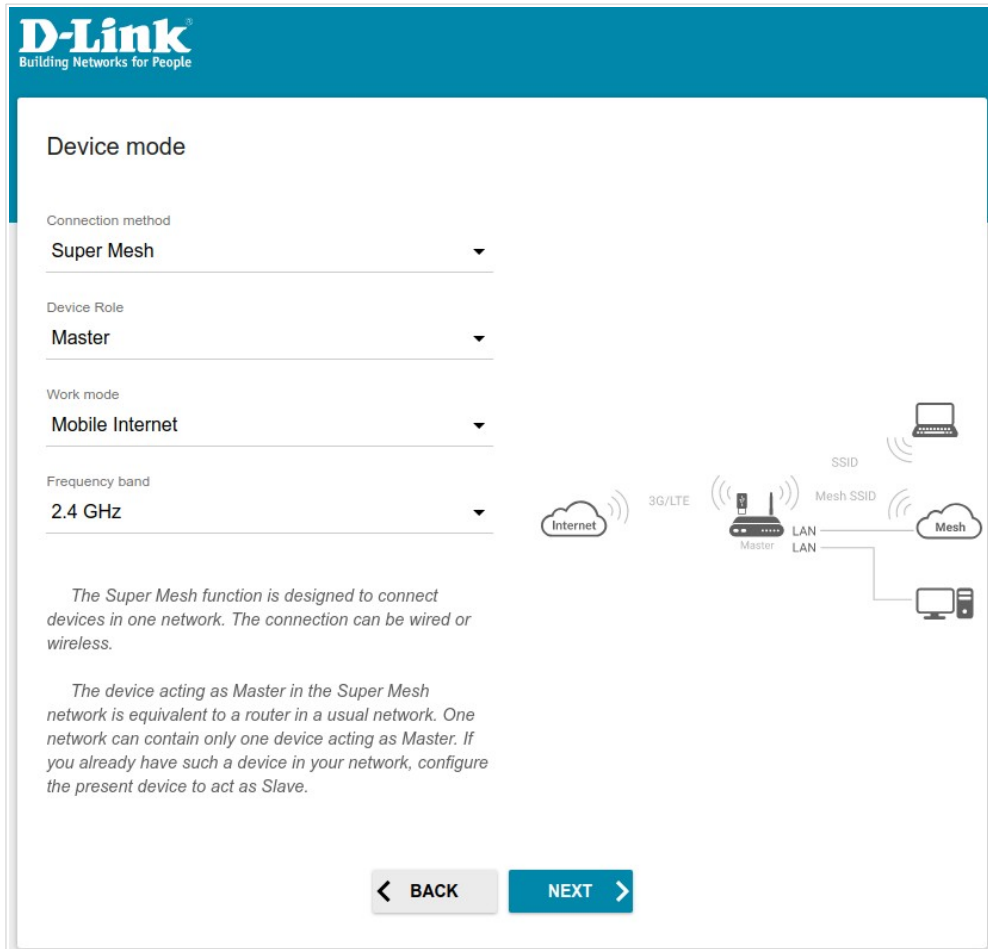 D-Link®
Building Networks for People
Device mode
Connection method
Super Mesh
Device Role
Master
Work mode
Mobile Internet
Frequency band
2.4 GHz
The Super Mesh function is designed to connect
devices in one network. The connection can be wired or
wireless.
The device acting as Master in the Super Mesh
network is equivalent to a router in a usual network. One
network can contain only one device acting as Master. If
you already have such a device in your network, configure
the present device to act as Slave.
SSID
Internet
3G/LTE
Mesh SSID
Mesh
LAN
Master
LAN
BACK
NEXT